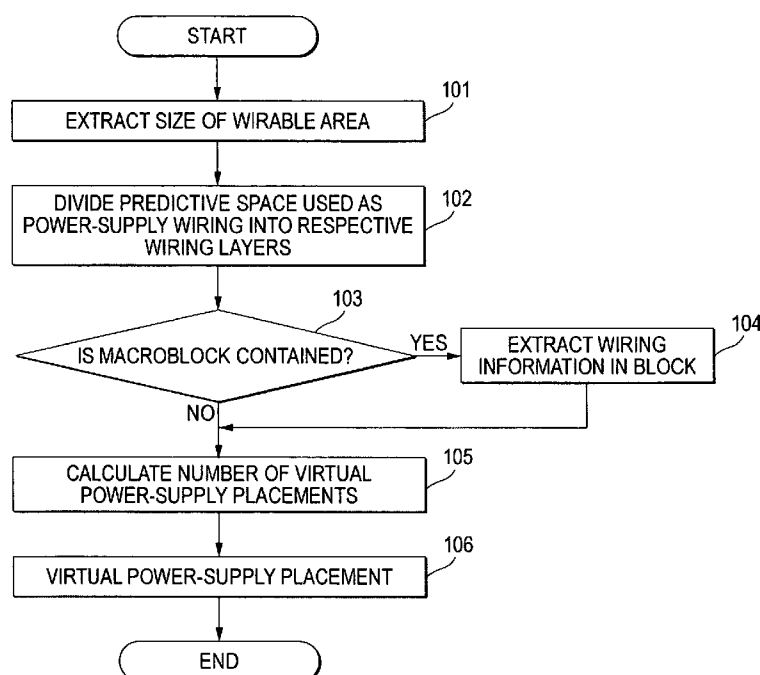 START
101
EXTRACT SIZE OF WIRABLE AREA
102
DIVIDE PREDICTIVE SPACE USED AS
POWER-SUPPLY WIRING INTO RESPECTIVE
WIRING LAYERS
103
IS MACROBLOCK CONTAINED?
YES
104
EXTRACT WIRING
INFORMATION IN BLOCK
NO
105
CALCULATE NUMBER OF VIRTUAL
POWER-SUPPLY PLACEMENTS
106
VIRTUAL POWER-SUPPLY PLACEMENT
END